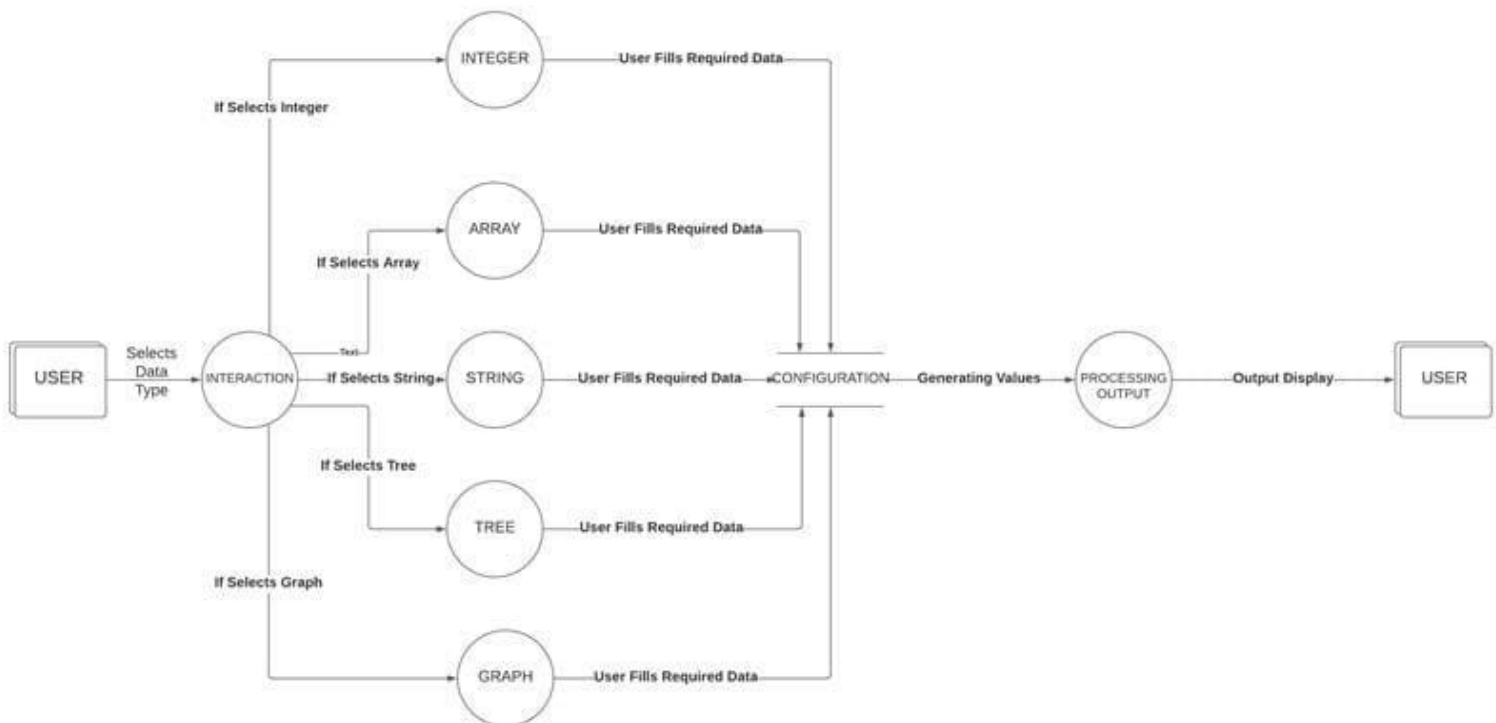 INTEGER
User Fills Required Data
If Selects Integer
ARRAY
User Fills Required Data
If Selects Array
Text
USER
Selects
Data
Type
INTERACTION
If Selects String
STRING
User Fills Required Data
CONFIGURATION
Generating Values
PROCESSING
OUTPUT
Output Display
USER
If Selects Tree
TREE
User Fills Required Data
If Selects Graph
GRAPH
User Fills Required Data